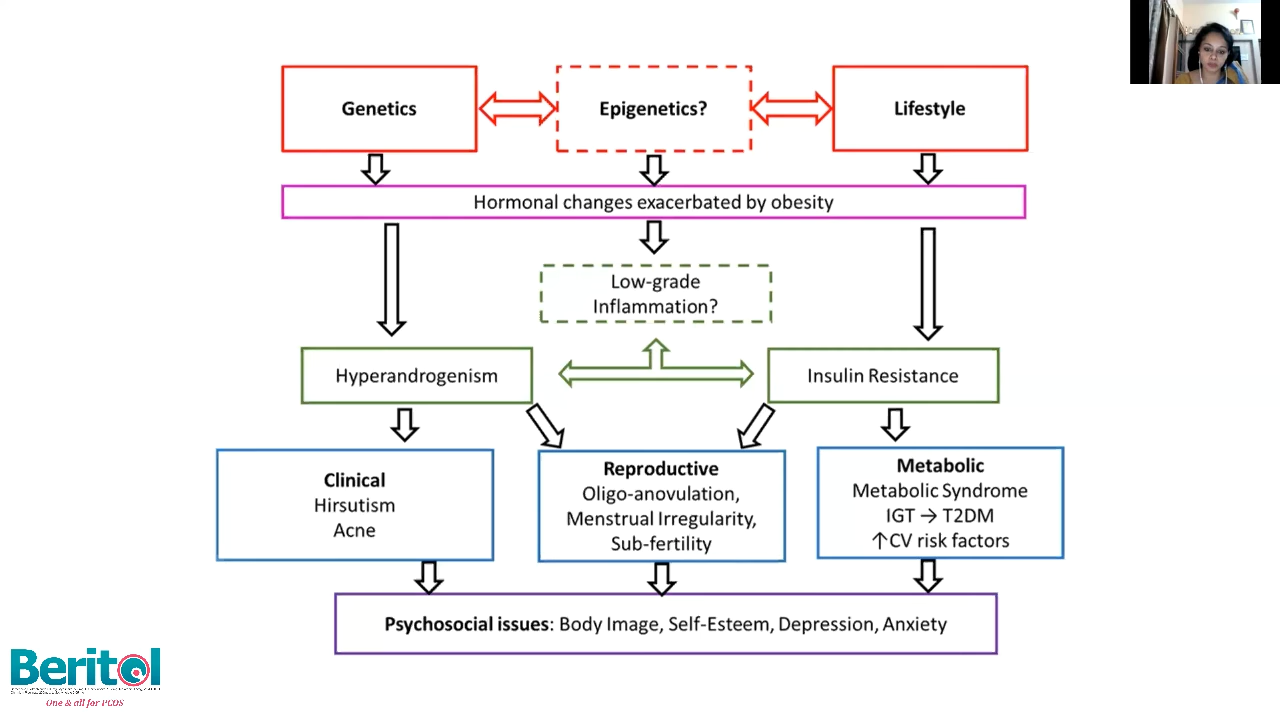 Genetics
Epigenetics?
Lifestyle
Hormonal changes exacerbated by obesity
Low-grade
Inflammation?
Hyperandrogenism
Insulin Resistance
Clinical
Hirsutism
Acne
Reproductive
Oligo-anovulation,
Menstrual Irregularity,
Sub-fertility
Metabolic
Metabolic Syndrome
IGT → T2DM
↑CV risk factors
Psychosocial issues: Body Image, Self-Esteem, Depression, Anxiety
Beritol
One & all for PCOS